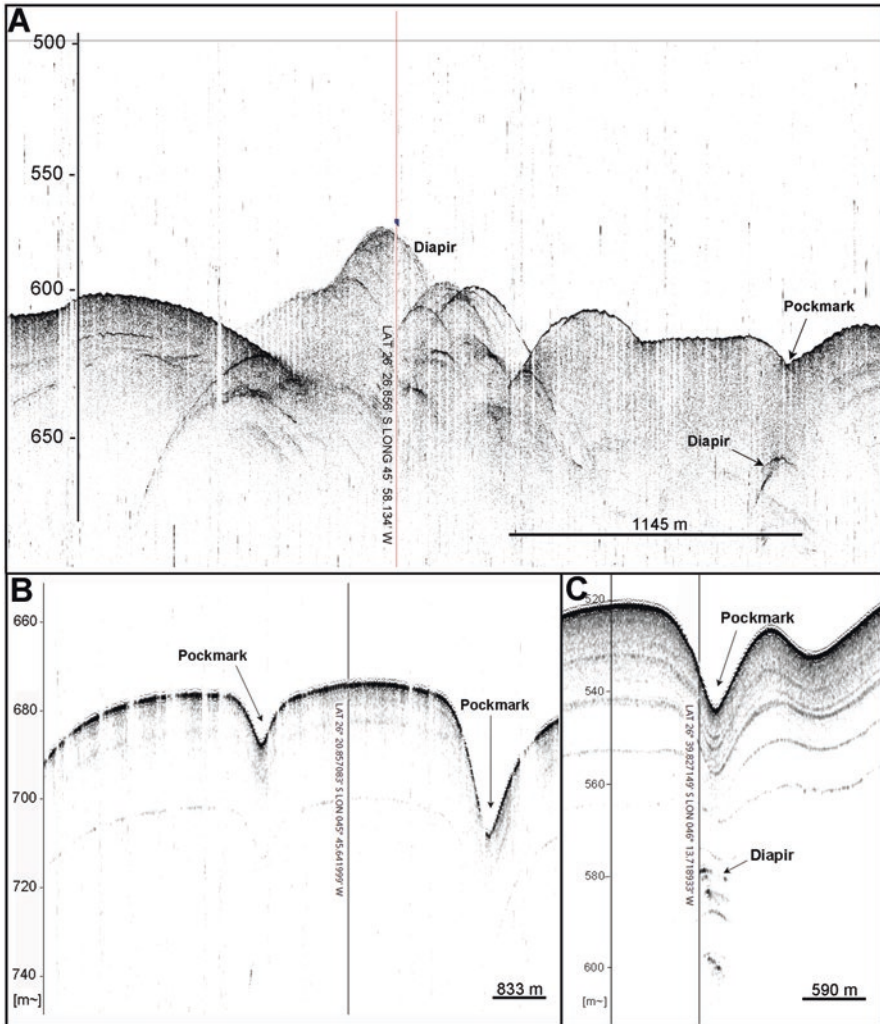 A
500
550
Diapir
600
Pockmark
650
Diapir
LAT 26° 26.656' S LONG 45° 58.134' W
1145 m
B
660
Pockmark
680
Pockmark
700
LAT 26° 20.857083' S LON 045° 45.641999' W
720
740
[m~]
833 m
C
520
Pockmark
540
LAT 26° 39.827149' S LON 046° 13.718933' W
560
Diapir
580
600
[m~]
590 m